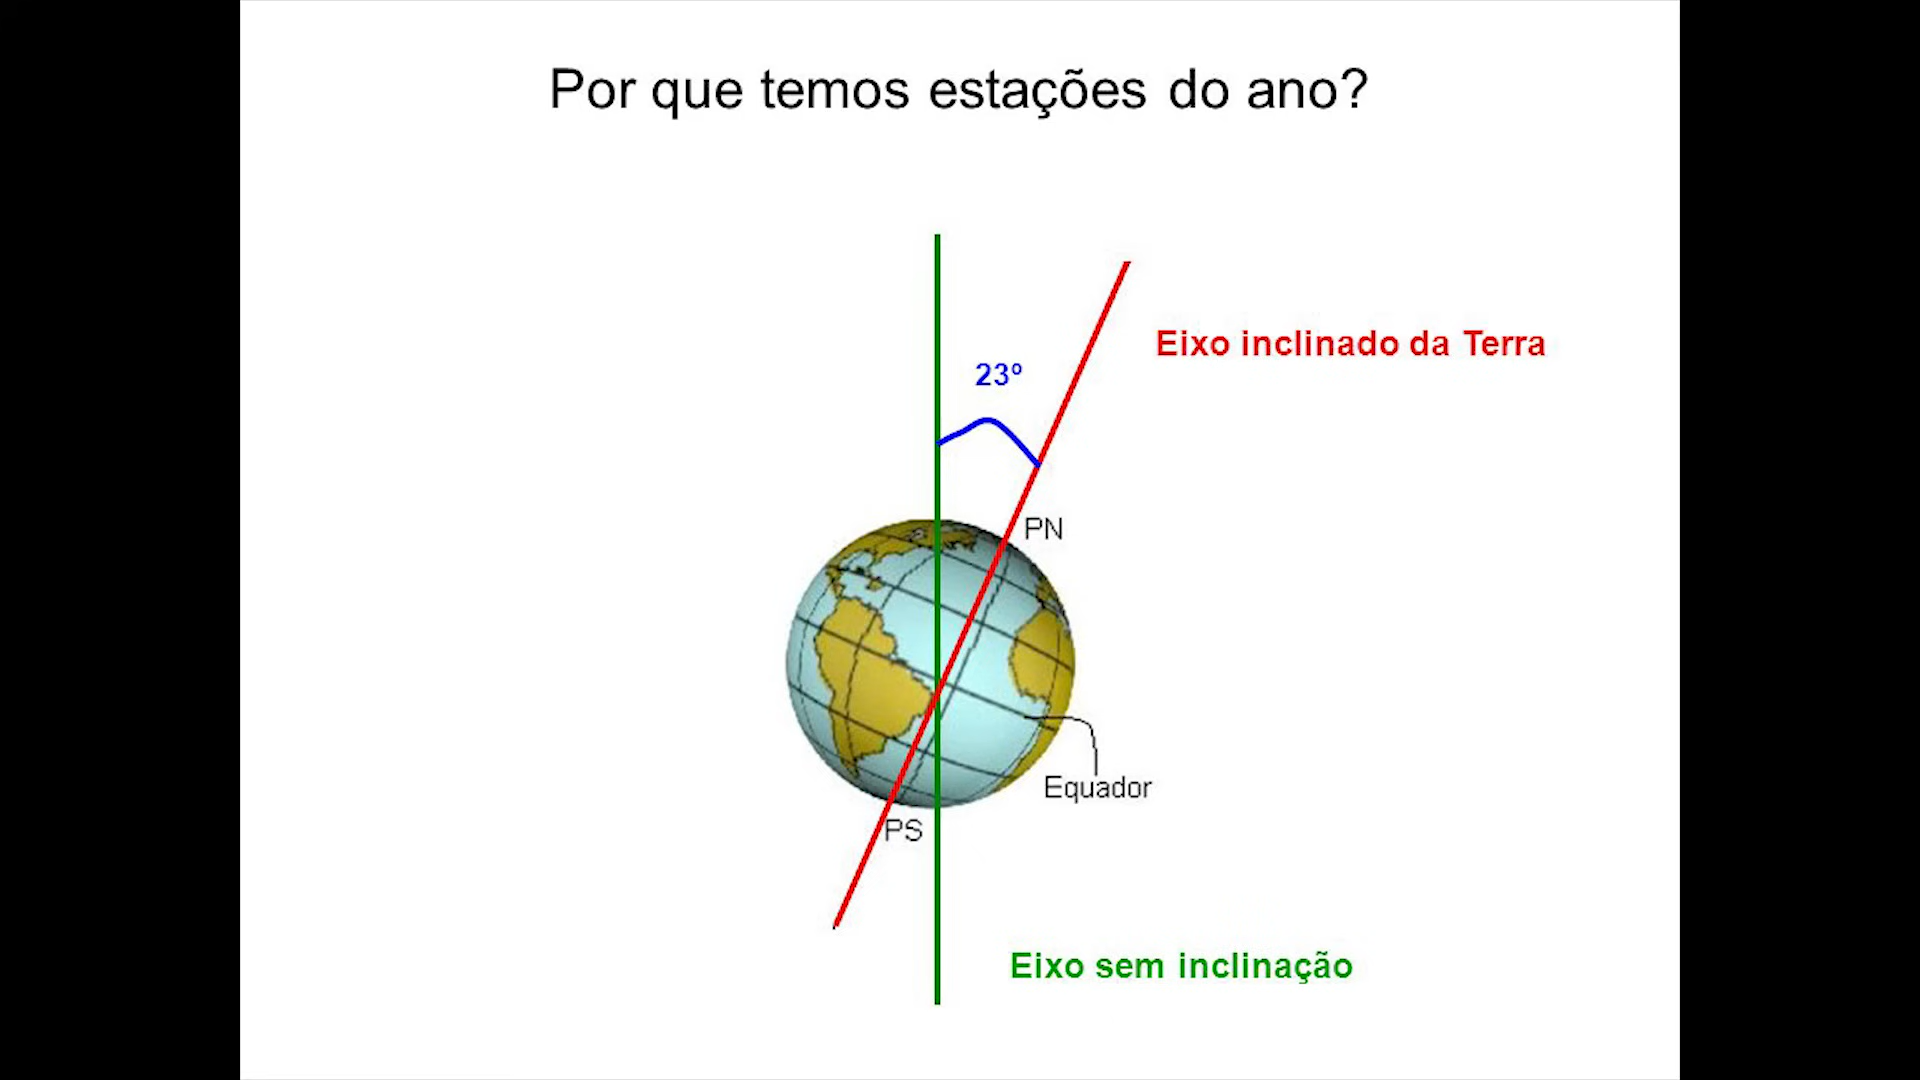 Por que temos estações do ano?
Eixo inclinado da Terra
23º
PN
Equador
PS
Eixo sem inclinação